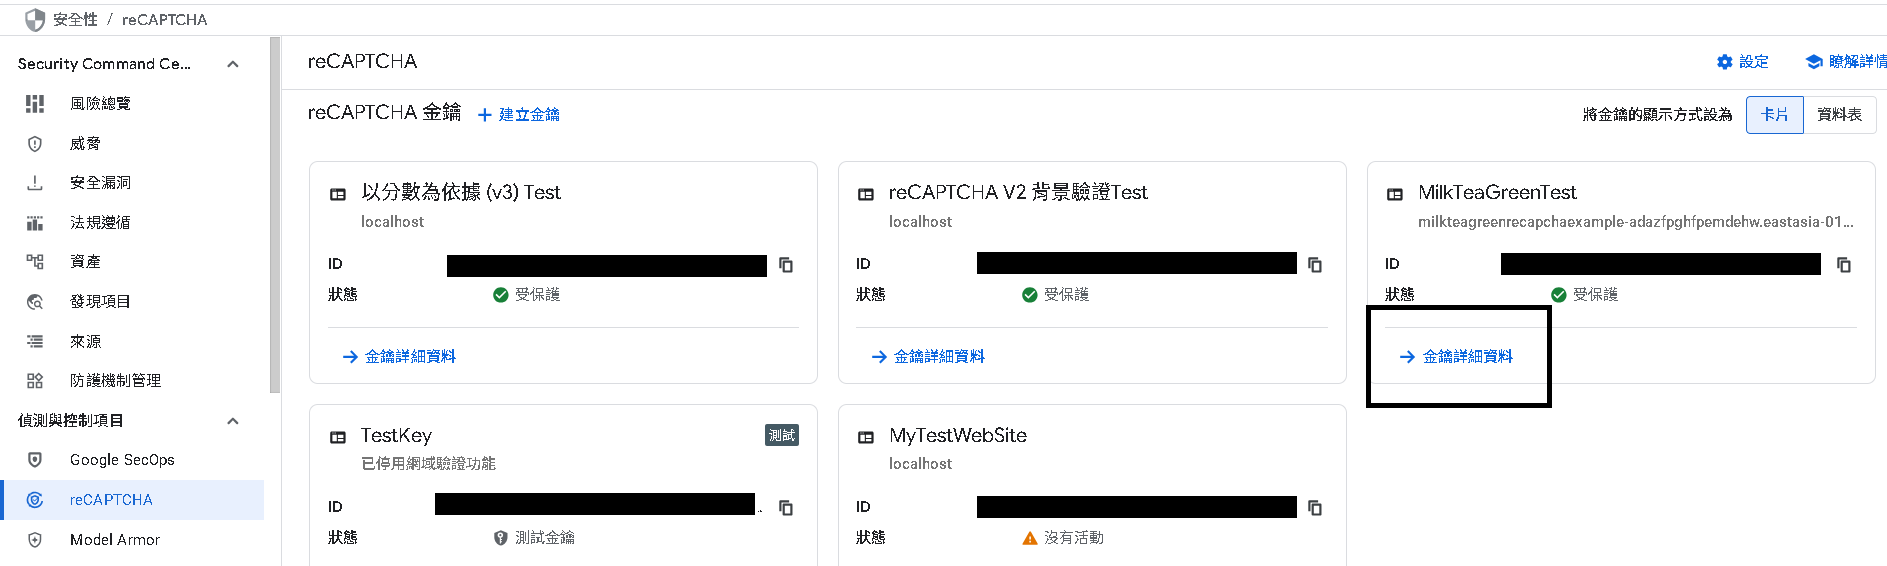 安全性 / reCAPTCHA
Security Command Ce...
風險總覽
威脅
安全漏洞
法規遵循
資產
發現項目
來源
防護機制管理
偵測與控制項目
Google SecOps
reCAPTCHA
Model Armor
reCAPTCHA
設定
瞭解詳情
reCAPTCHA 金鑰
建立金鑰
將金鑰的顯示方式設為
卡片
資料表
以分數為依據 (v3) Test
localhost
ID
狀態
受保護
金鑰詳細資料
reCAPTCHA V2 背景驗證Test
localhost
ID
狀態
受保護
金鑰詳細資料
MilkTeaGreenTest
milkteagreenrecapchaexample-adazfpghfpemdehw.eastasia-01...
ID
狀態
受保護
金鑰詳細資料
TestKey
測試
已停用網域驗證功能
ID
狀態
測試金鑰
MyTestWebSite
localhost
ID
狀態
沒有活動